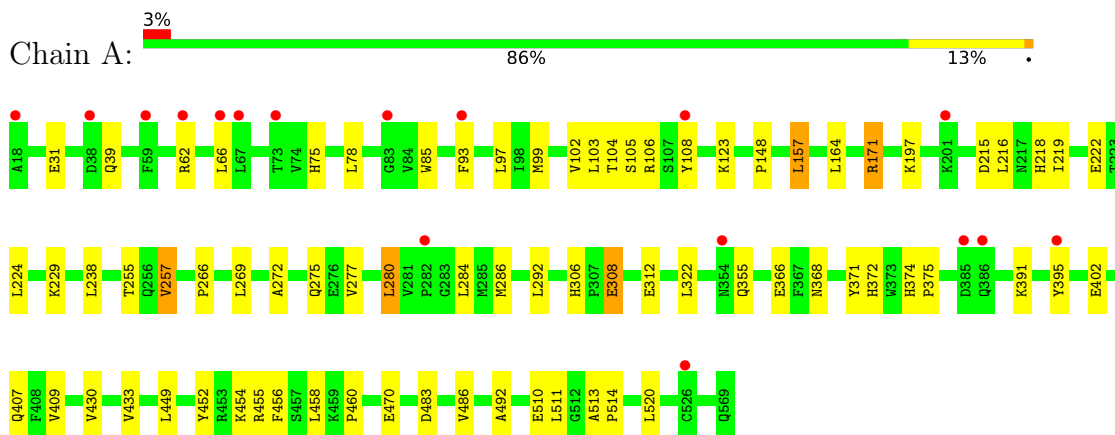 3%
Chain A:
86% 13% •
A18 E31 D38 Q39 F59 R62 L66 L67 T73 V74 H75 L78 G83 V84 W85 F93 L97 I98 M99 V102 L103 T104 S105 R106 S107 Y108 K123 P148 L157 L164 R171 K197 K201 D215 L216 N217 H218 I219 E222 T223
L224 K229 L238 T255 Q256 V257 P266 L269 A272 Q275 E276 V277 L280 V281 P282 G283 L284 M285 M286 L292 H306 P307 E308 E312 L322 N354 Q355 E366 F367 N368 Y371 H372 W373 H374 P375 D385 Q386 K391 Y395 E402
Q407 F408 V409 V430 V433 L449 Y452 R453 K454 R455 F456 S457 L458 K459 P460 E470 D483 V486 A492 E510 L511 G512 A513 P514 L520 C526 Q569